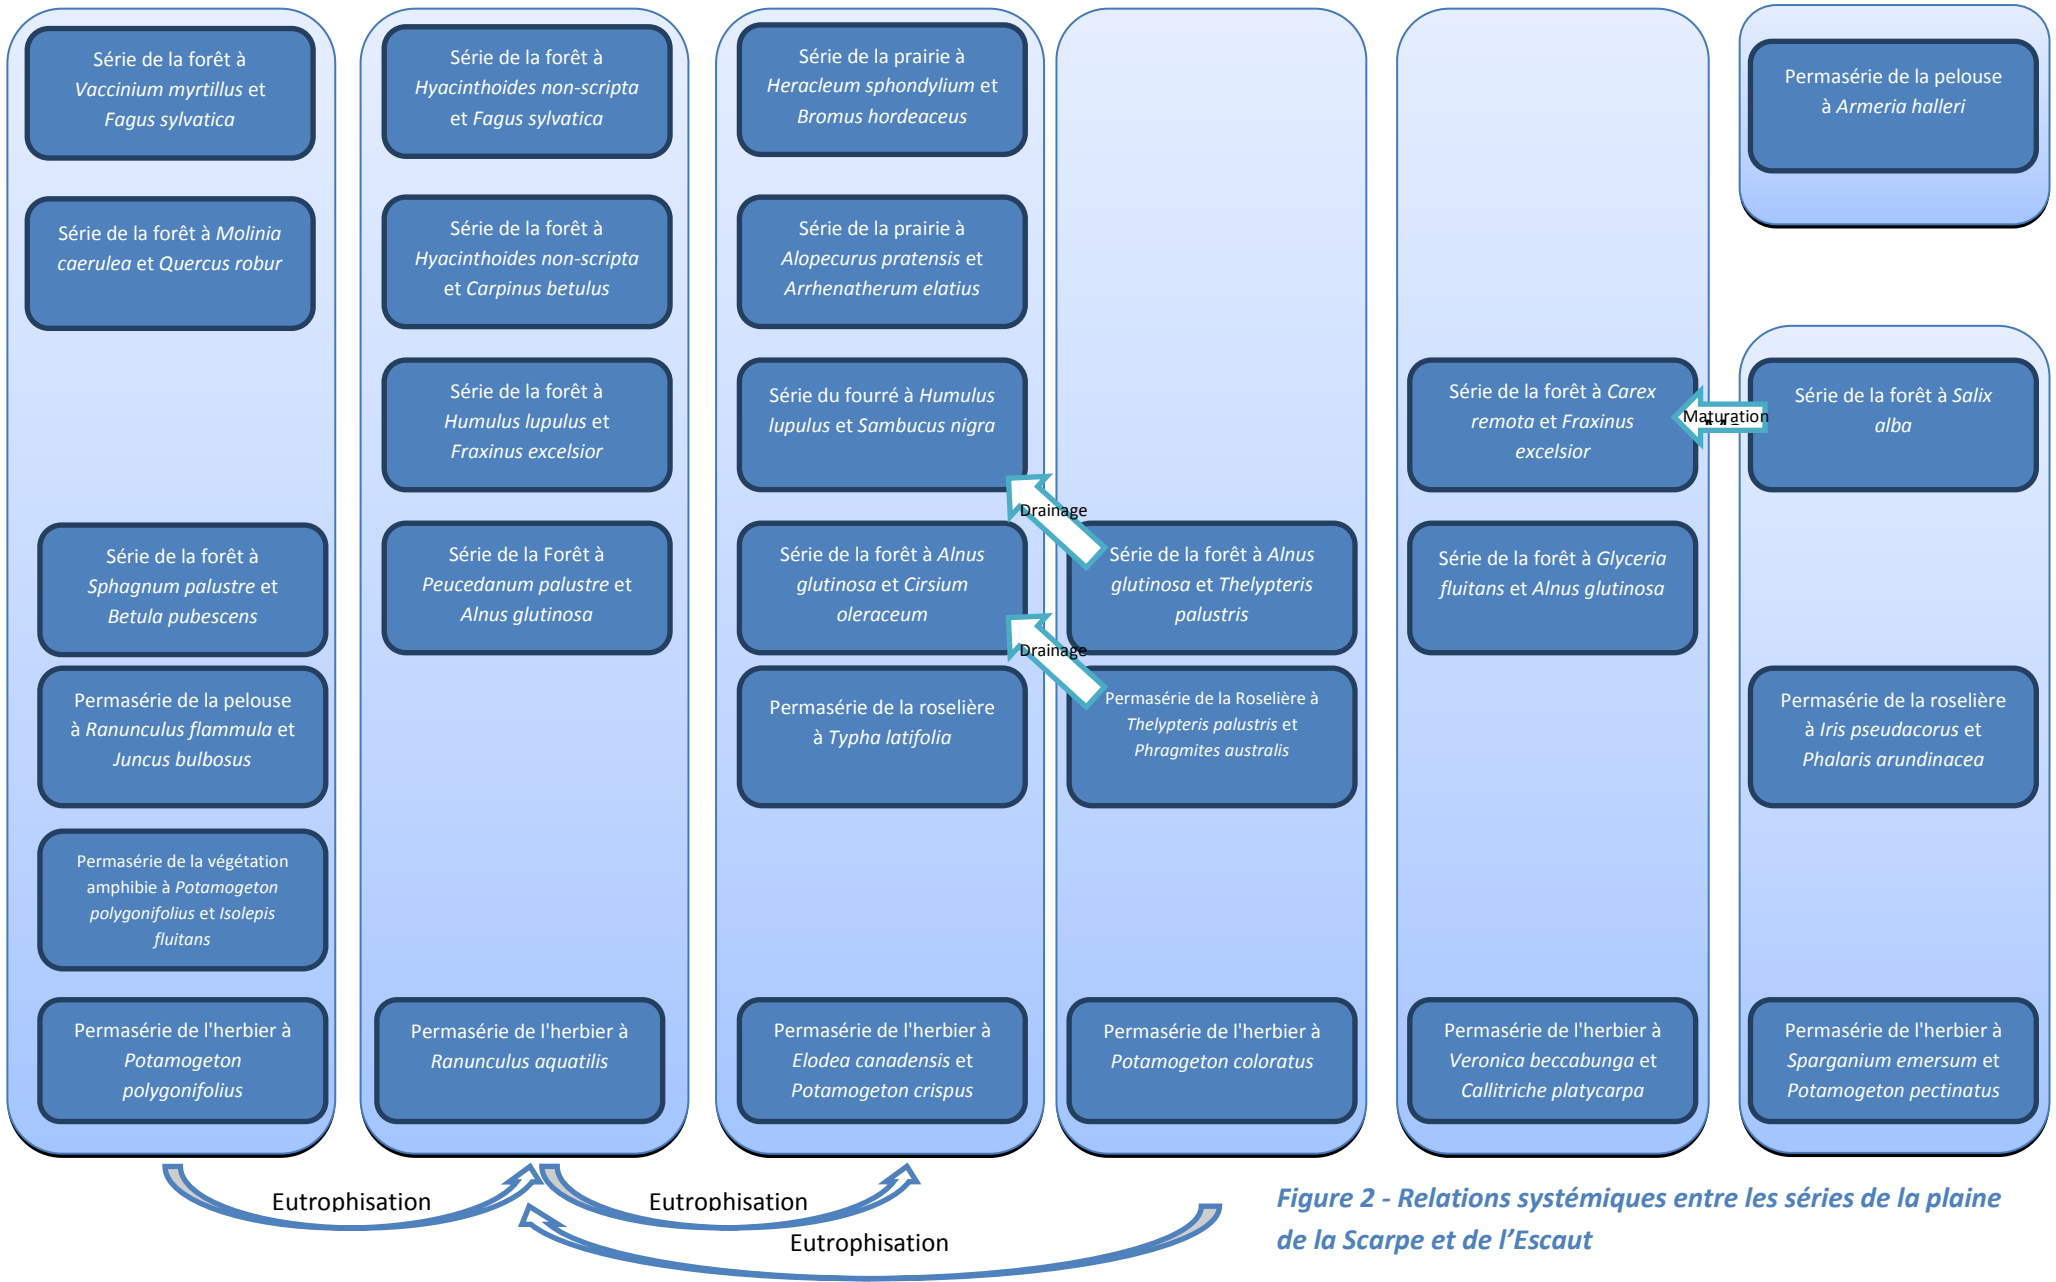 Série de la forêt à
Vaccinium myrtillus et
Fagus sylvatica
Série de la forêt à Molinia
caerulea et Quercus robur
Série de la forêt à
Sphagnum palustre et
Betula pubescens
Permasérie de la pelouse
à Ranunculus flammula et
Juncus bulbosus
Permasérie de la végétation
amphibie à Potamogeton
polygonifolius et Isolepis
fluitans
Permasérie de l'herbier à
Potamogeton
polygonifolius
Série de la forêt à
Hyacinthoides non-scripta
et Fagus sylvatica
Série de la forêt à
Hyacinthoides non-scripta
et Carpinus betulus
Série de la forêt à
Humulus lupulus et
Fraxinus excelsior
Série de la Forêt à
Peucedanum palustre et
Alnus glutinosa
Permasérie de l'herbier à
Ranunculus aquatilis
Série de la prairie à
Heracleum sphondylium et
Bromus hordeaceus
Série de la prairie à
Alopecurus pratensis et
Arrhenatherum elatius
Série du fourré à Humulus
lupulus et Sambucus nigra
Drainage
Série de la forêt à Alnus
glutinosa et Cirsium
oleraceum
Drainage
Permasérie de la roselière
à Typha latifolia
Permasérie de l'herbier à
Elodea canadensis et
Potamogeton crispus
Série de la forêt à Alnus
glutinosa et Thelypteris
palustris
Permasérie de la Roselière à
Thelypteris palustris et
Phragmites australis
Permasérie de l'herbier à
Potamogeton coloratus
Série de la forêt à Carex
remota et Fraxinus
excelsior
Maturation
Série de la forêt à Glyceria
fluitans et Alnus glutinosa
Permasérie de l'herbier à
Veronica beccabunga et
Callitriche platycarpa
Permasérie de la pelouse
à Armeria halleri
Série de la forêt à Salix
alba
Permasérie de la roselière
à Iris pseudacorus et
Phalaris arundinacea
Permasérie de l'herbier à
Sparganium emersum et
Potamogeton pectinatus
Eutrophisation
Eutrophisation
Eutrophisation
Figure 2 - Relations systémiques entre les séries de la plaine
de la Scarpe et de l’Escaut